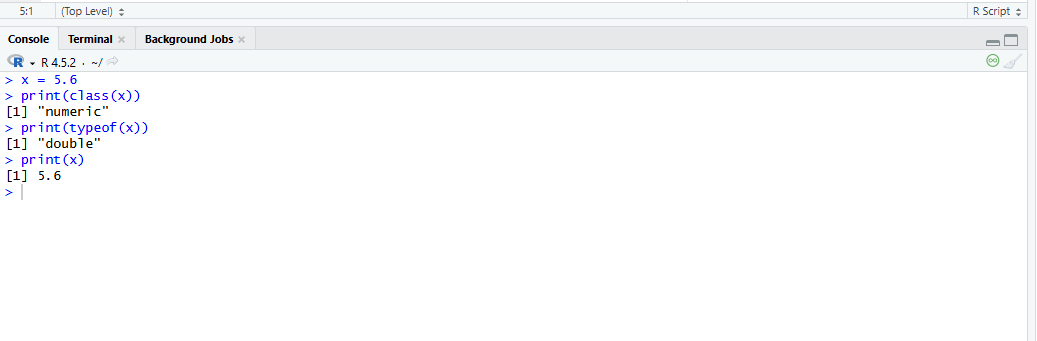 5:1 (Top Level) R Script
Console Terminal Background Jobs
R R 4.5.2 · ~/
> x = 5.6
> print(class(x))
[1] "numeric"
> print(typeof(x))
[1] "double"
> print(x)
[1] 5.6
>